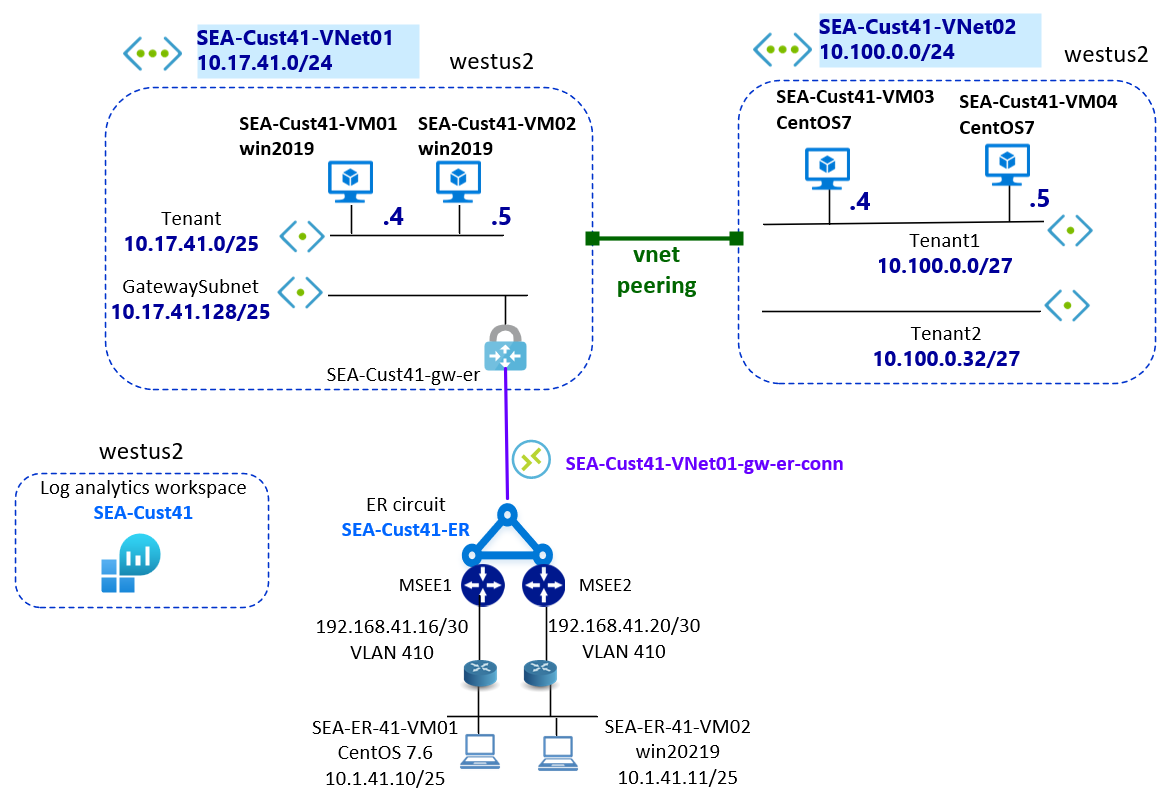 SEA-Cust41-VNet01
10.17.41.0/24
westus2
SEA-Cust41-VNet02
10.100.0.0/24
westus2
SEA-Cust41-VM01
win2019
SEA-Cust41-VM02
win2019
.4
.5
Tenant
10.17.41.0/25
GatewaySubnet
10.17.41.128/25
SEA-Cust41-gw-er
vnet
peering
SEA-Cust41-VM03
CentOS7
SEA-Cust41-VM04
CentOS7
.4
.5
Tenant1
10.100.0.0/27
Tenant2
10.100.0.32/27
westus2
Log analytics workspace
SEA-Cust41
SEA-Cust41-VNet01-gw-er-conn
ER circuit
SEA-Cust41-ER
MSEE1
MSEE2
192.168.41.16/30
VLAN 410
192.168.41.20/30
VLAN 410
SEA-ER-41-VM01
CentOS 7.6
10.1.41.10/25
SEA-ER-41-VM02
win20219
10.1.41.11/25